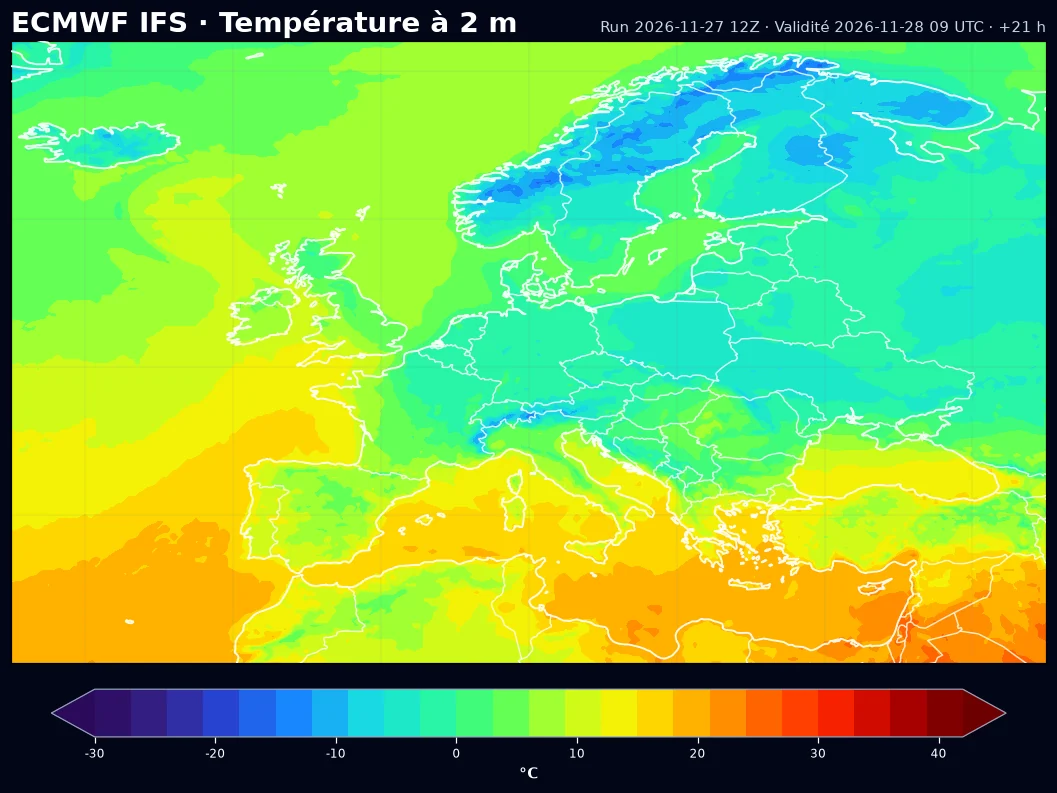 ECMWF IFS · Température à 2 m
Run 2026-11-27 12Z · Validité 2026-11-28 09 UTC · +21 h
-30 -20 -10 0 10 20 30 40
°C